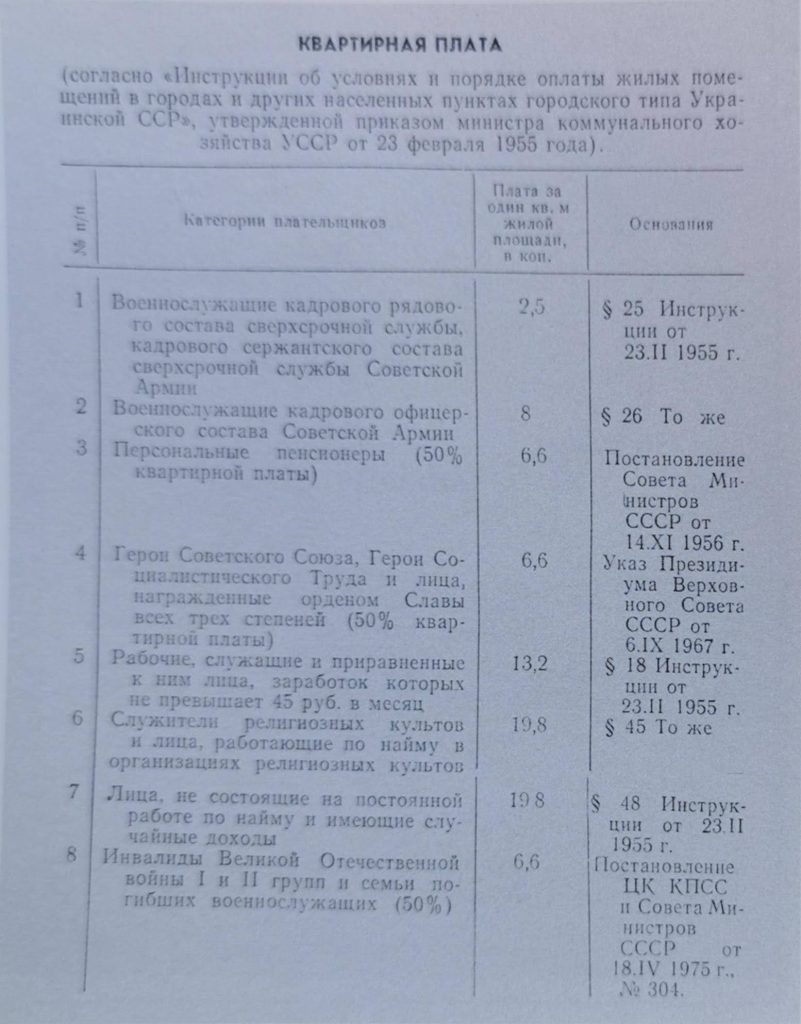 КВАРТИРНАЯ ПЛАТА
(согласно «Инструкции об условиях и порядке оплаты жилых поме-
щений в городах и других населенных пунктах городского типа Укра-
инской ССР», утвержденной приказом министра коммунального хо-
зяйства УССР от 23 февраля 1955 года).
№ п/п
Категории плательщиков
Плата за
один кв. м
жилой
площади,
в коп.
Основания
1
Военнослужащие кадрового рядово-
го состава сверхсрочной службы,
кадрового сержантского состава
сверхсрочной службы Советской
Армии
2,5
§ 25 Инструк-
ции от
23.II 1955 г.
2
Военнослужащие кадрового офицер-
ского состава Советской Армии
8
§ 26 То же
3
Персональные пенсионеры (50%
квартирной платы)
6,6
Постановление
Совета Ми-
нистров
СССР от
14.XI 1956 г.
4
Герои Советского Союза, Герои Со-
циалистического Труда и лица,
награжденные орденом Славы
всех трех степеней (50% квар-
тирной платы)
6,6
Указ Президи-
ума Верхов-
ного Совета
СССР от
6.IX 1967 г.
5
Рабочие, служащие и приравненные
к ним лица, заработок которых
не превышает 45 руб. в месяц
13,2
§ 18 Инструк-
ции от
23.II 1955 г.
6
Служители религиозных культов
и лица, работающие по найму в
организациях религиозных культов
19,8
§ 45 То же
7
Лица, не состоящие на постоянной
работе по найму и имеющие слу-
чайные доходы
19 8
§ 48 Инструк-
ции от 23.II
1955 г.
8
Инвалиды Великой Отечественной
войны I и II групп и семьи по-
гибших военнослужащих (50%)
6,6
Постановление
ЦК КПСС
и Совета Ми-
нистров
СССР от
18.IV 1975 г.,
№ 304.